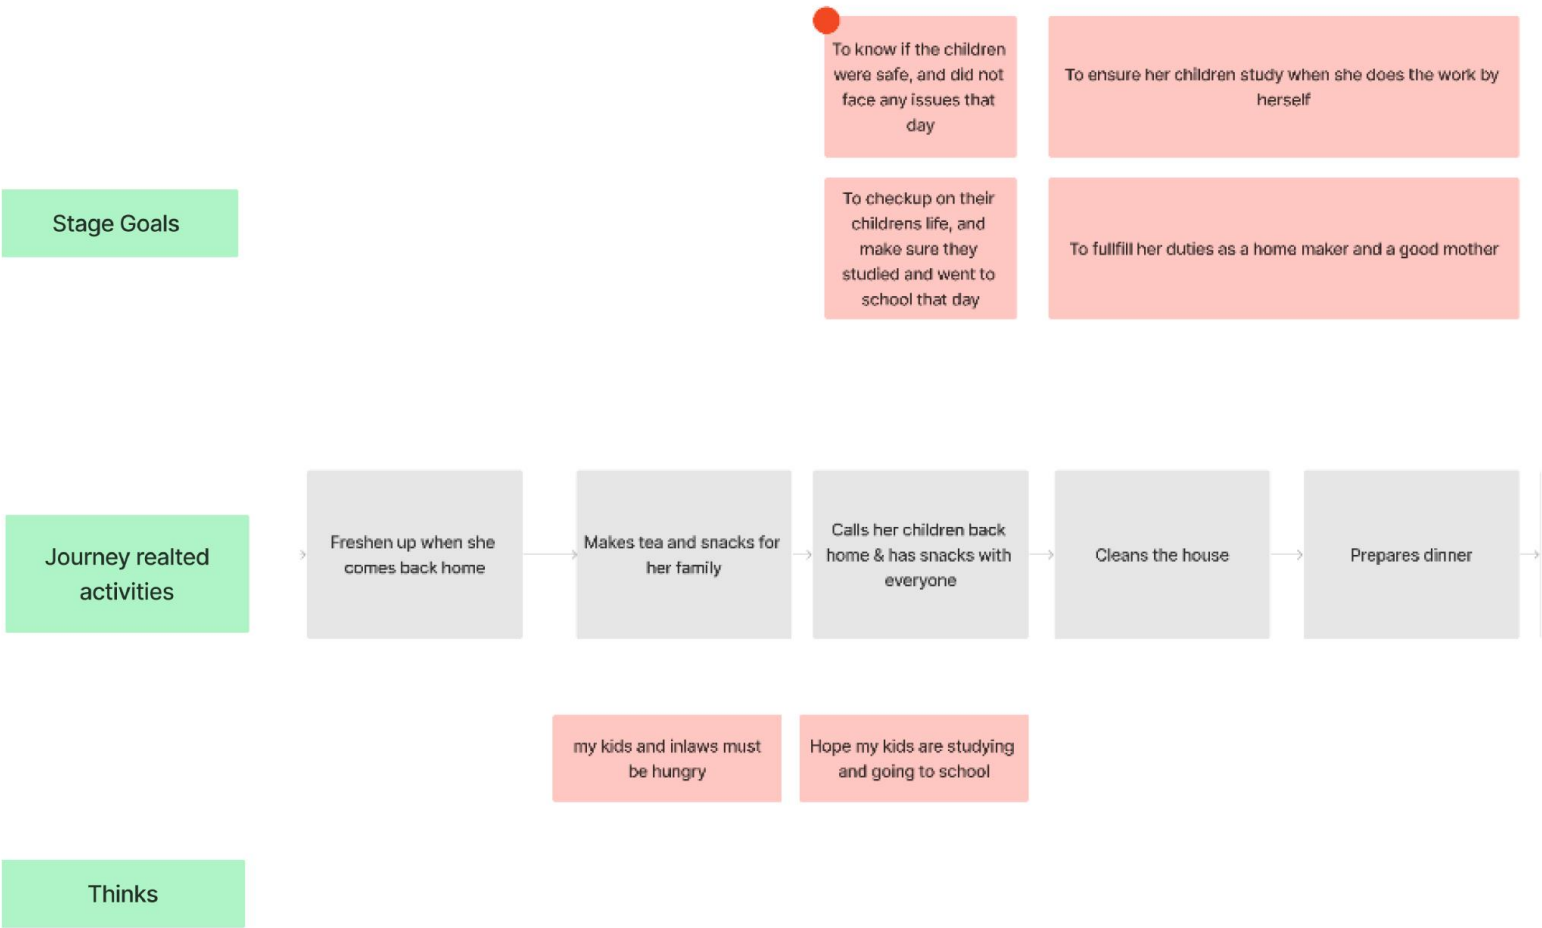 To know if the children
were safe, and did not
face any issues that
day
To ensure her children study when she does the work by
herself
Stage Goals
To checkup on their
childrens life, and
make sure they
studied and went to
school that day
To fullfill her duties as a home maker and a good mother
Journey realted
activities
Freshen up when she
comes back home
Makes tea and snacks for
her family
Calls her children back
home & has snacks with
everyone
Cleans the house
Prepares dinner
my kids and inlaws must
be hungry
Hope my kids are studying
and going to school
Thinks